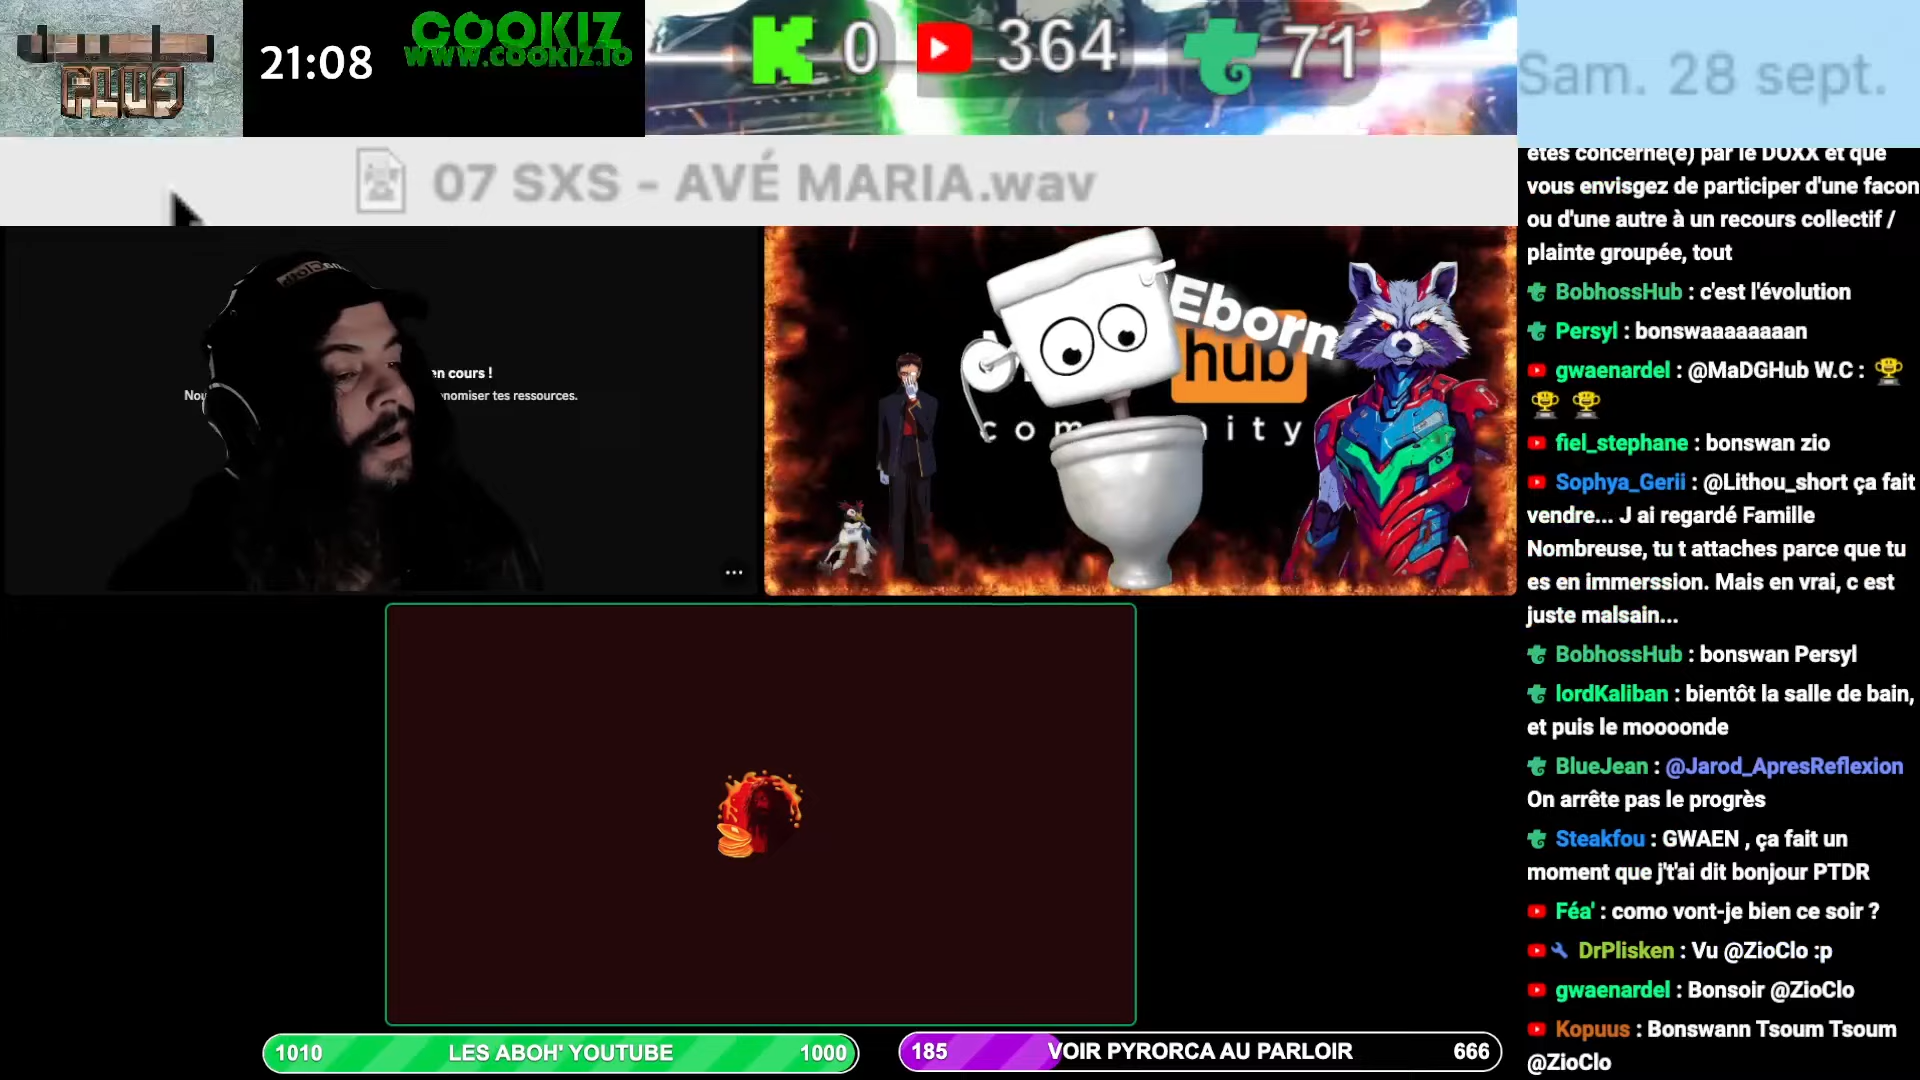 PLUS
21:08
COOKIZ
WWW.COOKIZ.IO
0
364
71
Sam. 28 sept.
07 SXS - AVÉ MARIA.wav
en cours !
Nou
onomiser tes ressources.
Eborn
hub
êtes concerné(e) par le DOXX et que
vous envisgez de participer d'une facon
ou d'une autre à un recours collectif /
plainte groupée, tout
BobhossHub : c'est l'évolution
Persyl : bonswaaaaaaaan
gwaenardel : @MaDGHub W.C : 🏆
🏆 🏆
fiel_stephane : bonswan zio
Sophya_Gerii : @Lithou_short ça fait
vendre... J ai regardé Famille
Nombreuse, tu t attaches parce que tu
es en immerssion. Mais en vrai, c est
juste malsain...
BobhossHub : bonswan Persyl
lordKaliban : bientôt la salle de bain,
et puis le moooonde
BlueJean : @Jarod_ApresReflexion
On arrête pas le progrès
Steakfou : GWAEN , ça fait un
moment que j't'ai dit bonjour PTDR
Féa' : como vont-je bien ce soir ?
DrPlisken : Vu @ZioClo :p
gwaenardel : Bonsoir @ZioClo
Kopuus : Bonswann Tsoum Tsoum
@ZioClo
1010 LES ABOH' YOUTUBE 1000
185 VOIR PYRORCA AU PARLOIR 666